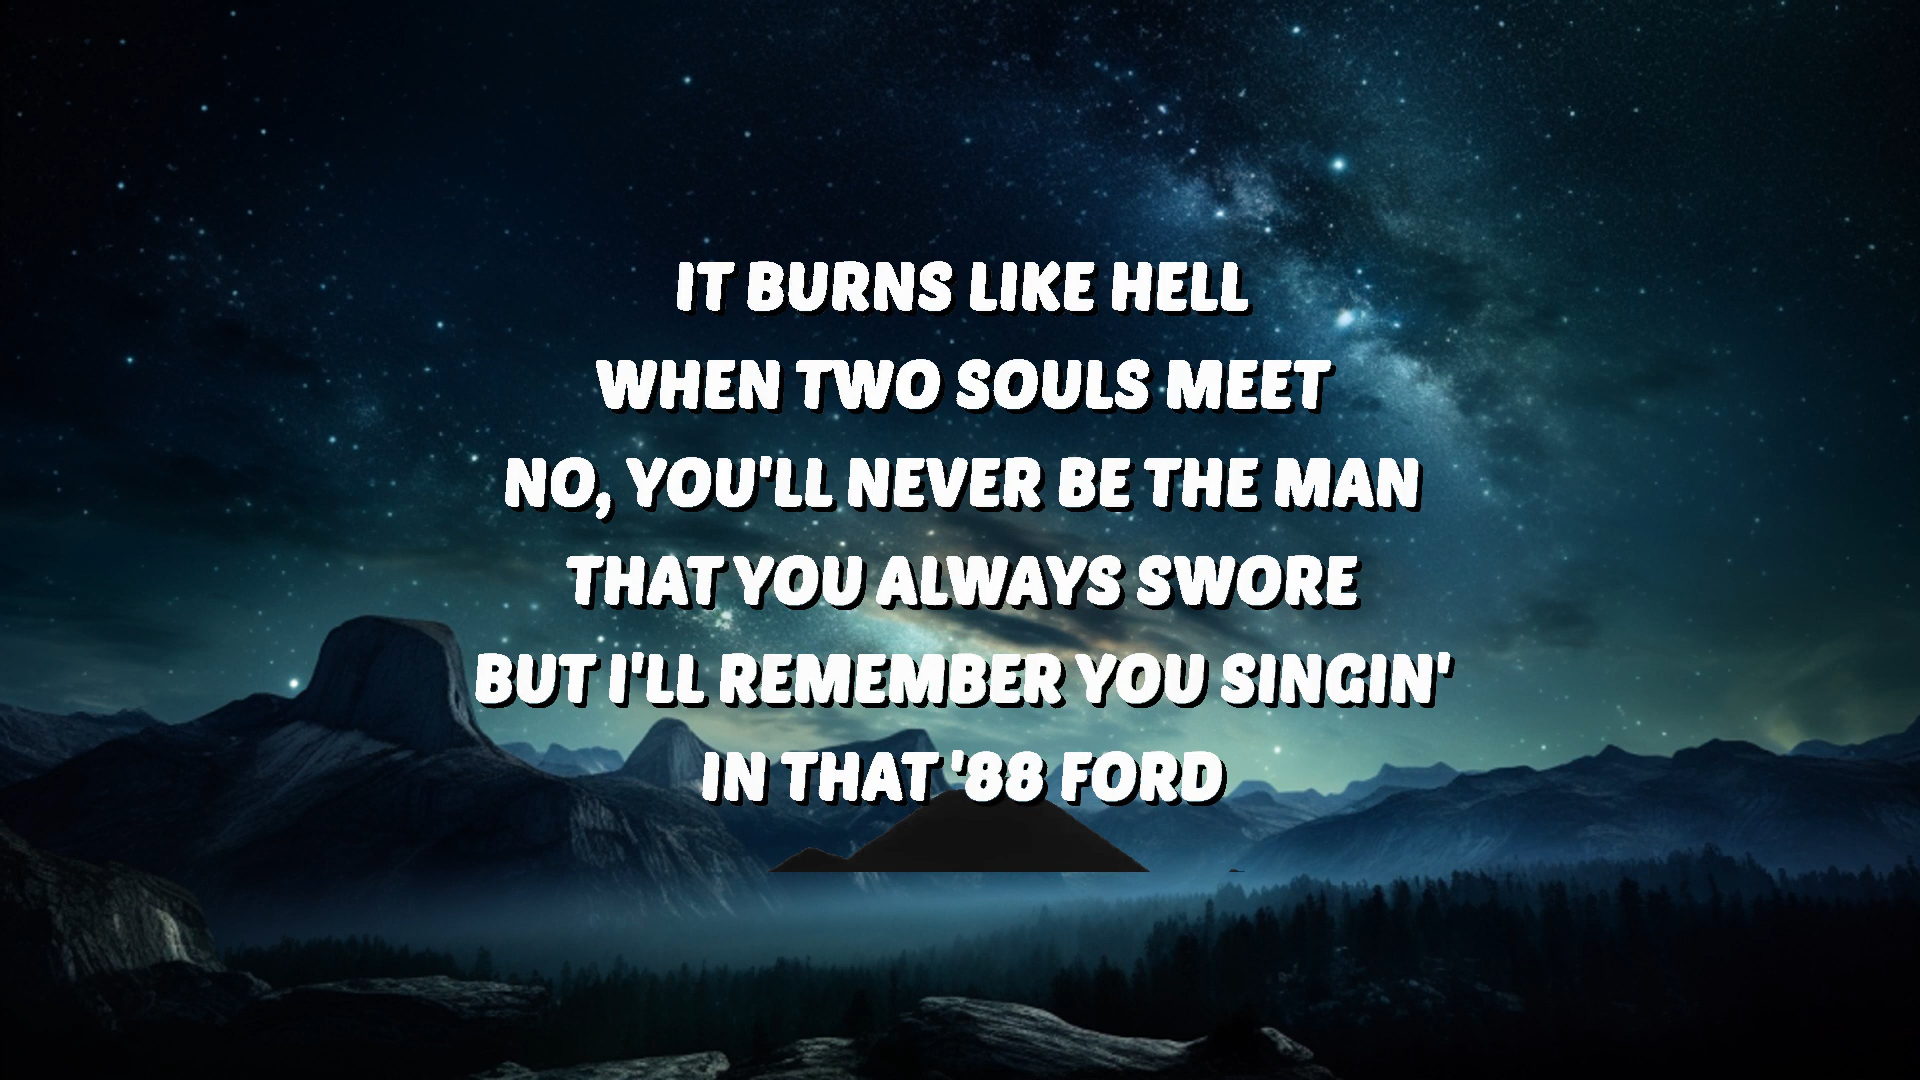 IT BURNS LIKE HELL
WHEN TWO SOULS MEET
NO, YOU'LL NEVER BE THE MAN
THAT YOU ALWAYS SWORE
BUT I'LL REMEMBER YOU SINGIN'
IN THAT '88 FORD